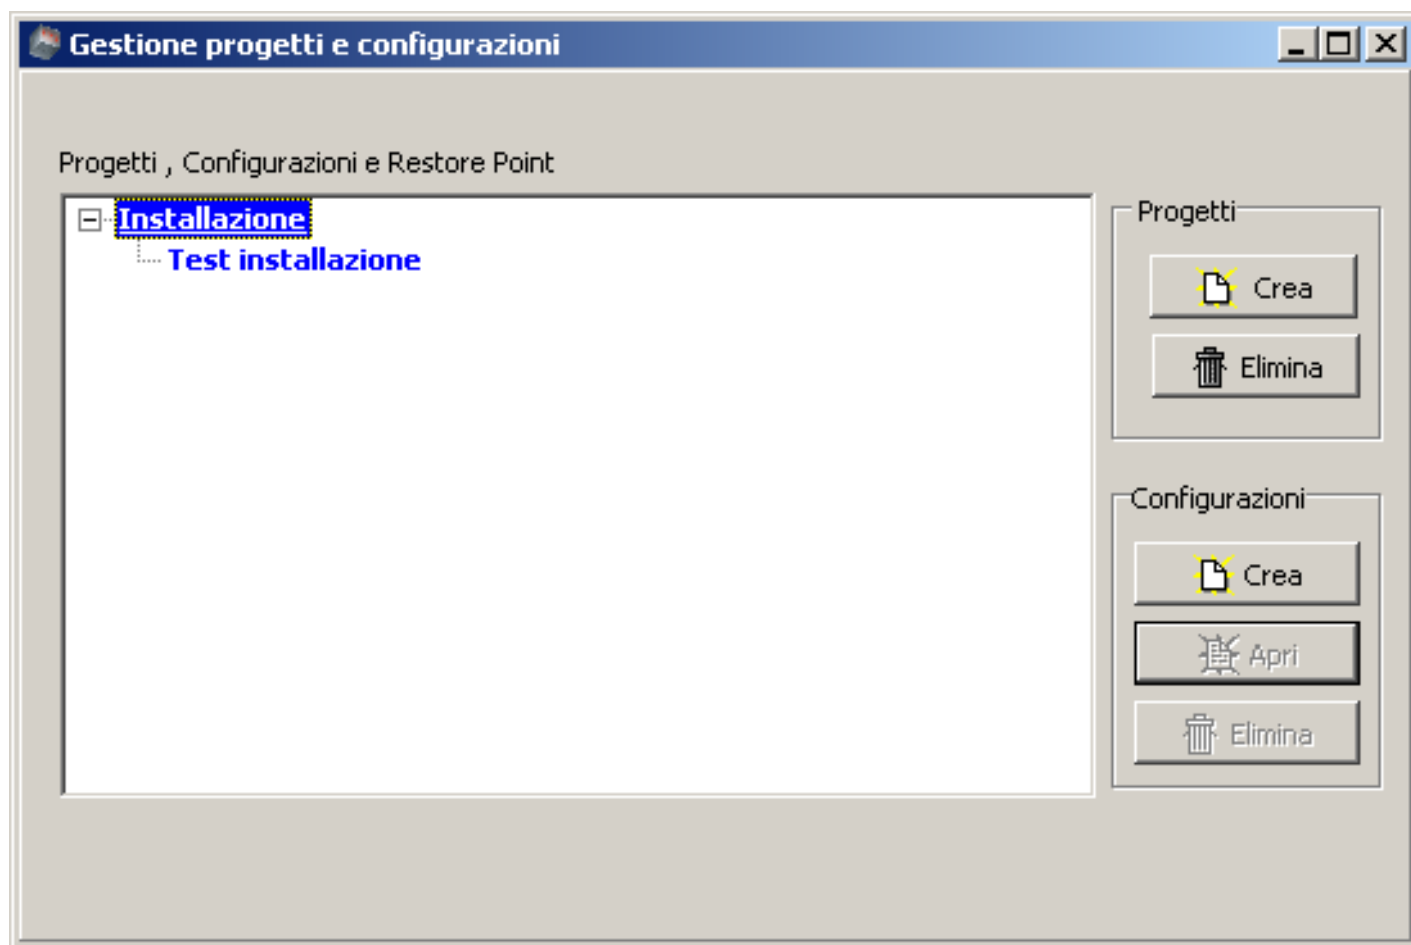 Gestione progetti e configurazioni
Progetti , Configurazioni e Restore Point
Installazione
Test installazione
Progetti
Crea
Elimina
Configurazioni
Crea
Apri
Elimina